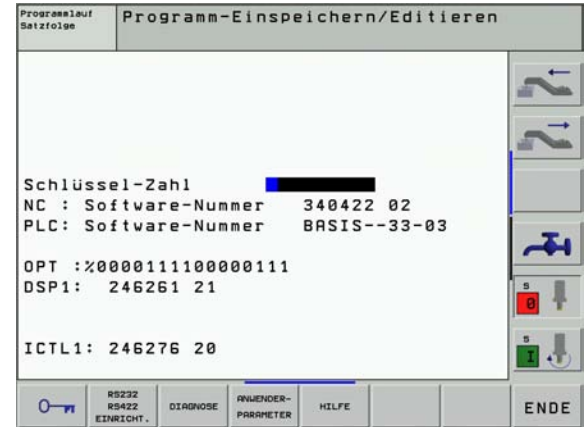 Programmlauf
Satzfolge
Programm-Einspeichern/Editieren
Schlüssel-Zahl
NC : Software-Nummer 340422 02
PLC: Software-Nummer BASIS--33-03
OPT :%0000111100000111
DSP1: 246261 21
ICTL1: 246276 20
S
0
S
I
RS232
RS422
EINRICHT.
DIAGNOSE
ANWENDER-
PARAMETER
HILFE
ENDE